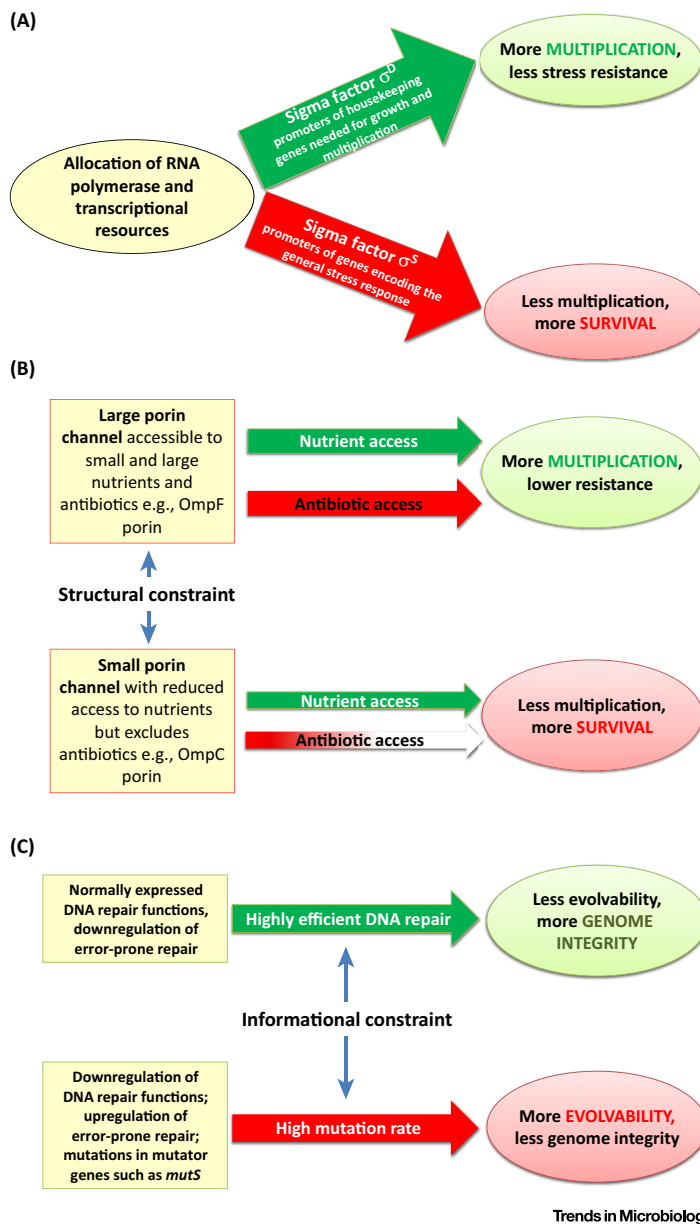 (A)
More MULTIPLICATION,
less stress resistance
Sigma factor σD
promoters of housekeeping
genes needed for growth and
multiplication
Allocation of RNA
polymerase and
transcriptional
resources
Sigma factor σS
promoters of genes encoding the
general stress response
Less multiplication,
more SURVIVAL
(B)
Large porin
channel accessible to
small and large
nutrients and
antibiotics e.g., OmpF
porin
Nutrient access
Antibiotic access
More MULTIPLICATION,
lower resistance
Structural constraint
Small porin
channel with reduced
access to nutrients
but excludes
antibiotics e.g., OmpC
porin
Nutrient access
Antibiotic access
Less multiplication,
more SURVIVAL
(C)
Normally expressed
DNA repair functions,
downregulation of
error-prone repair
Highly efficient DNA repair
Less evolvability,
more GENOME
INTEGRITY
Informational constraint
Downregulation of
DNA repair functions;
upregulation of
error-prone repair;
mutations in mutator
genes such as mutS
High mutation rate
More EVOLVABILITY,
less genome integrity
Trends in Microbiolog